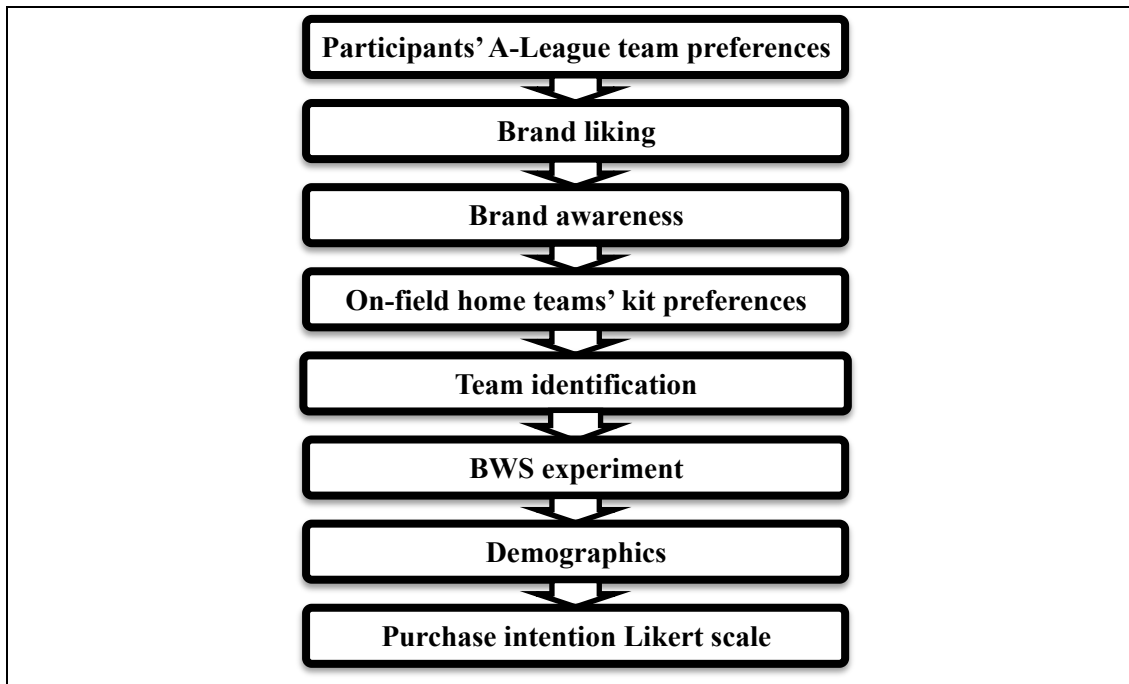 Participants’ A-League team preferences
Brand liking
Brand awareness
On-field home teams’ kit preferences
Team identification
BWS experiment
Demographics
Purchase intention Likert scale